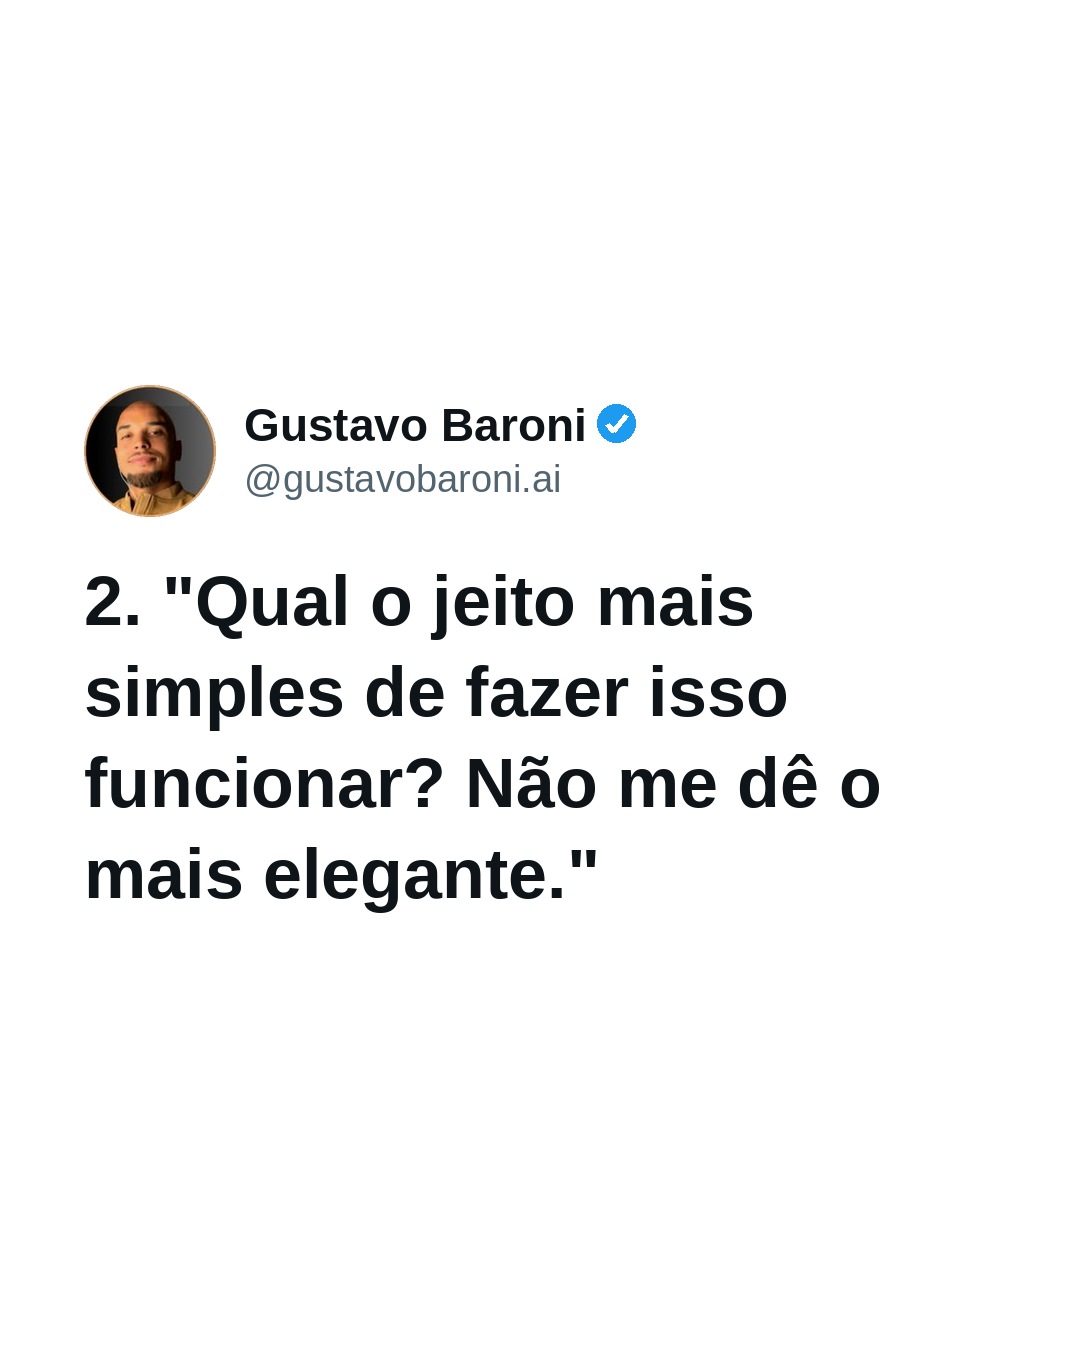 Gustavo Baroni
@gustavobaroni.ai
2. "Qual o jeito mais
simples de fazer isso
funcionar? Não me dê o
mais elegante."